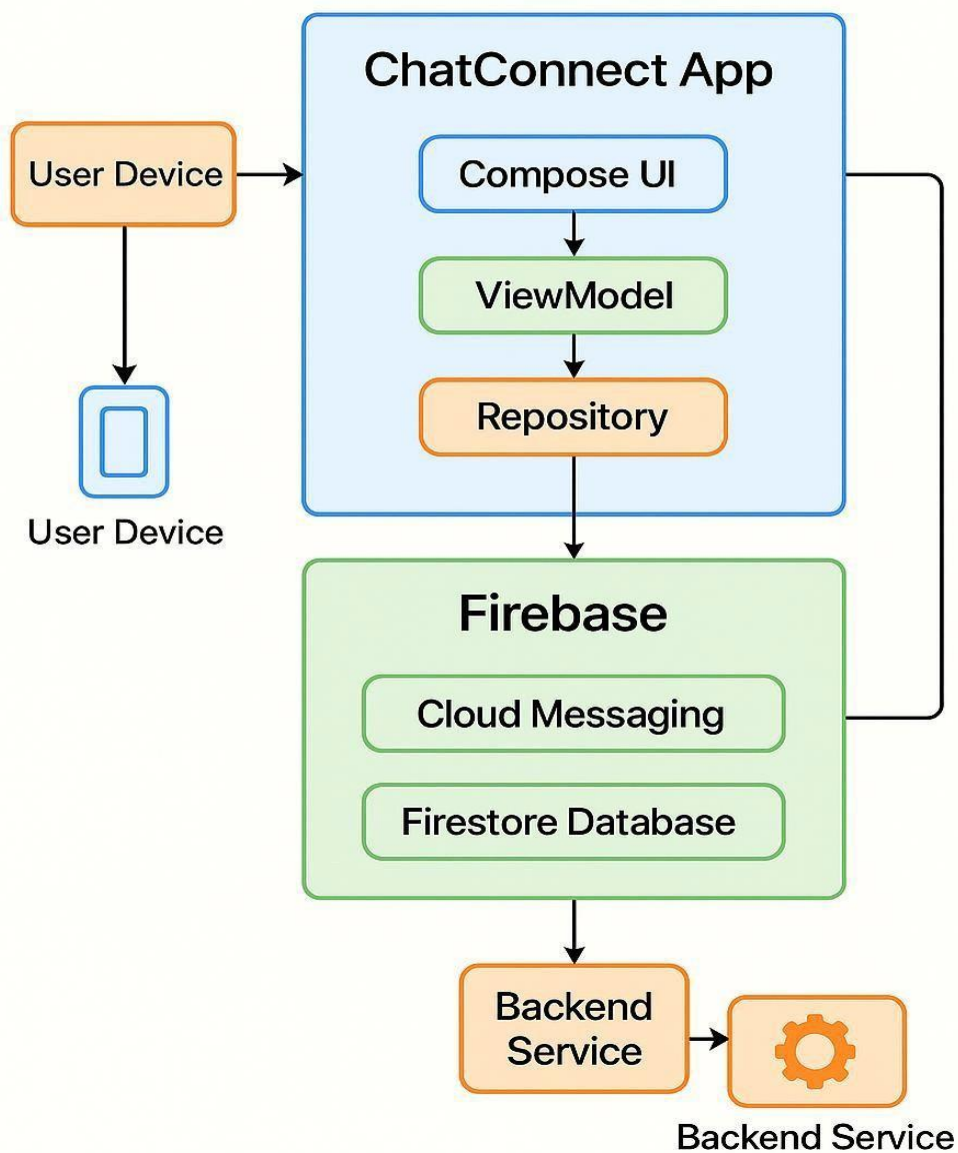 ChatConnect App
User Device
Compose UI
ViewModel
Repository
User Device
Firebase
Cloud Messaging
Firestore Database
Backend
Service
Backend Service